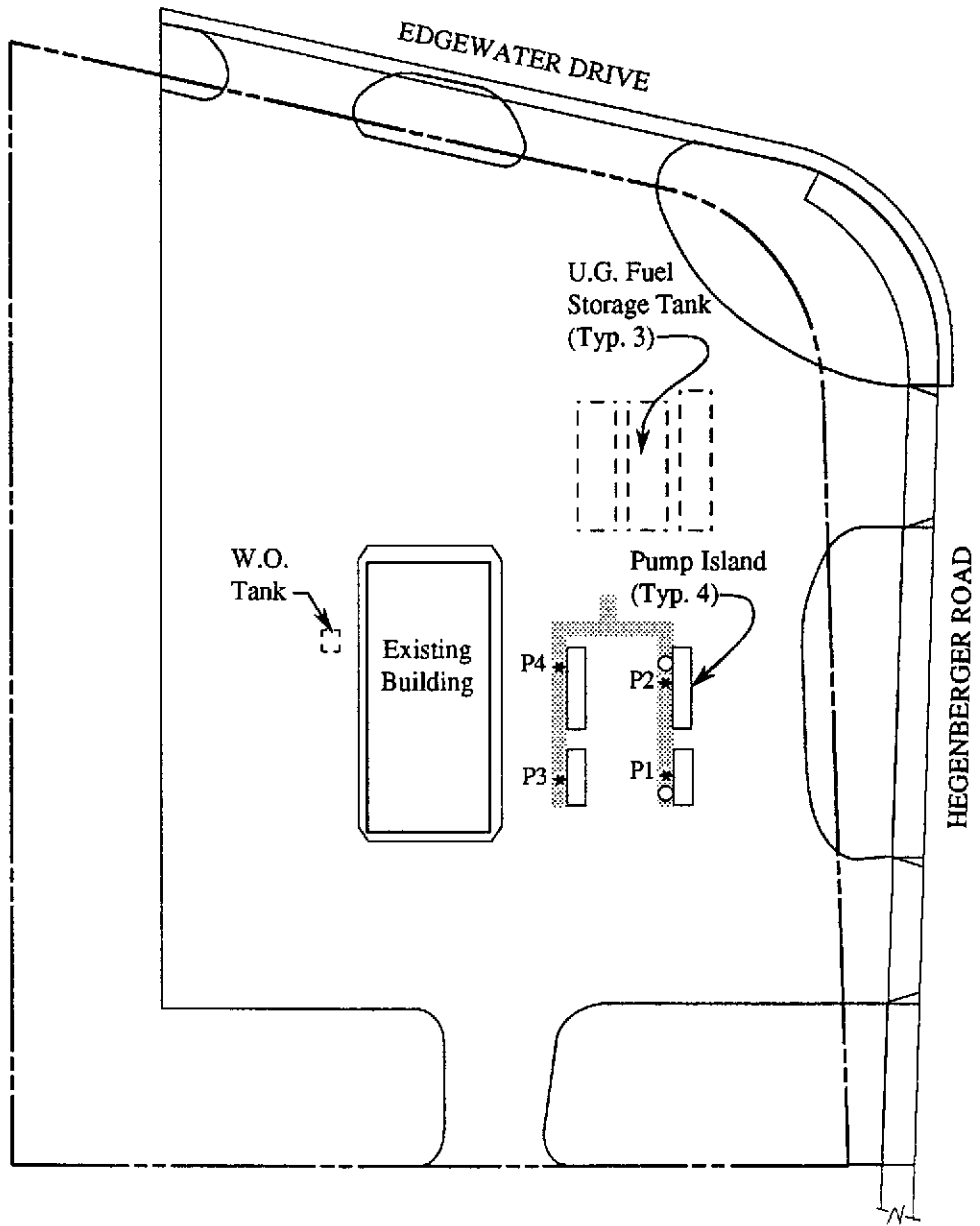 EDGEWATER DRIVE
U.G. Fuel
Storage Tank
(Typ. 3)
W.O.
Tank
Existing
Building
Pump Island
(Typ. 4)
P4
P2
P3
P1
HEGENBERGER ROAD
N